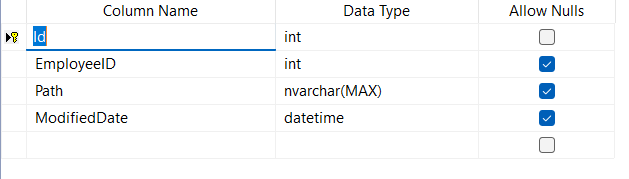 Column Name Data Type Allow Nulls
Id int
EmployeeID int
Path nvarchar(MAX)
ModifiedDate datetime